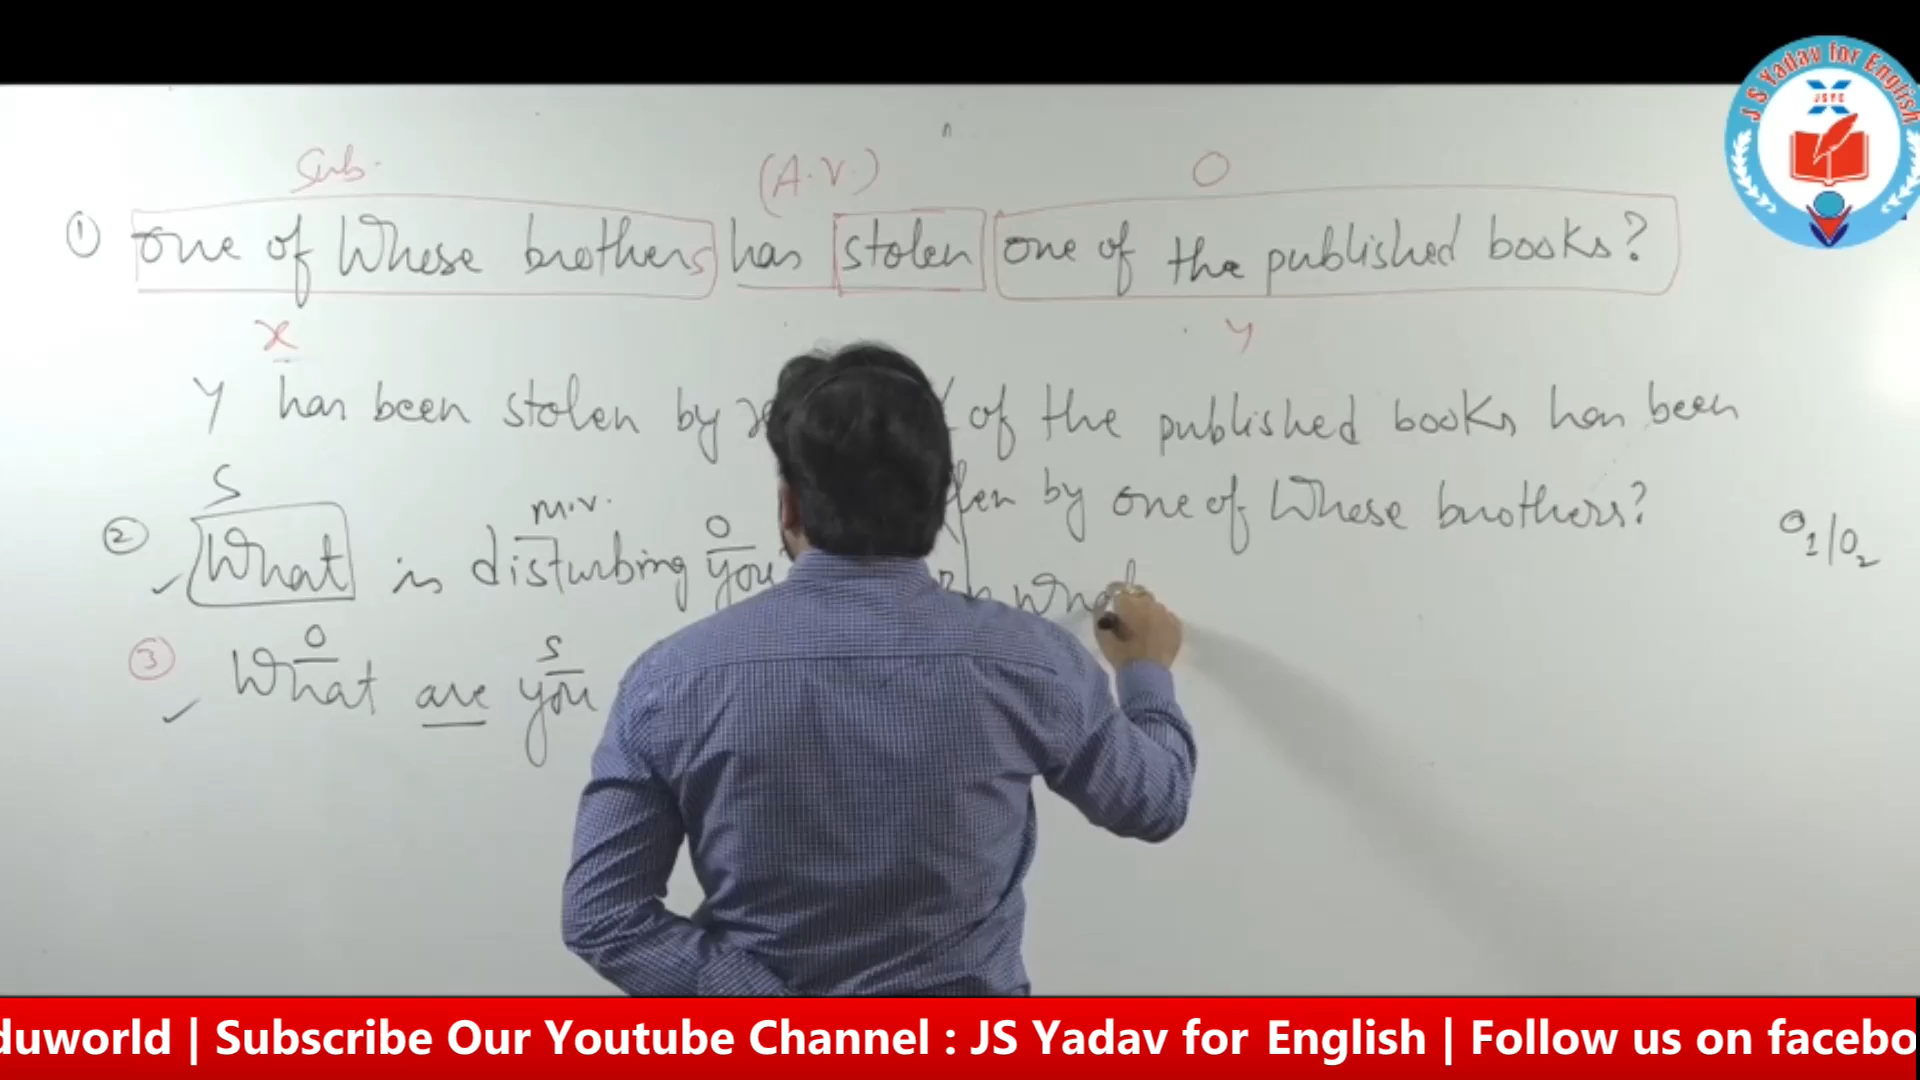 J S Yadav for English
JSYE
Sub. (A.V.) O
① one of Whose brothers has stolen one of the published books?
x y
Y has been stolen by of the published books has been
S m.v. O by one of Whose brothers?
② What is disturbing you O1/O2
O S
③ What are you
duworld | Subscribe Our Youtube Channel : JS Yadav for English | Follow us on facebo